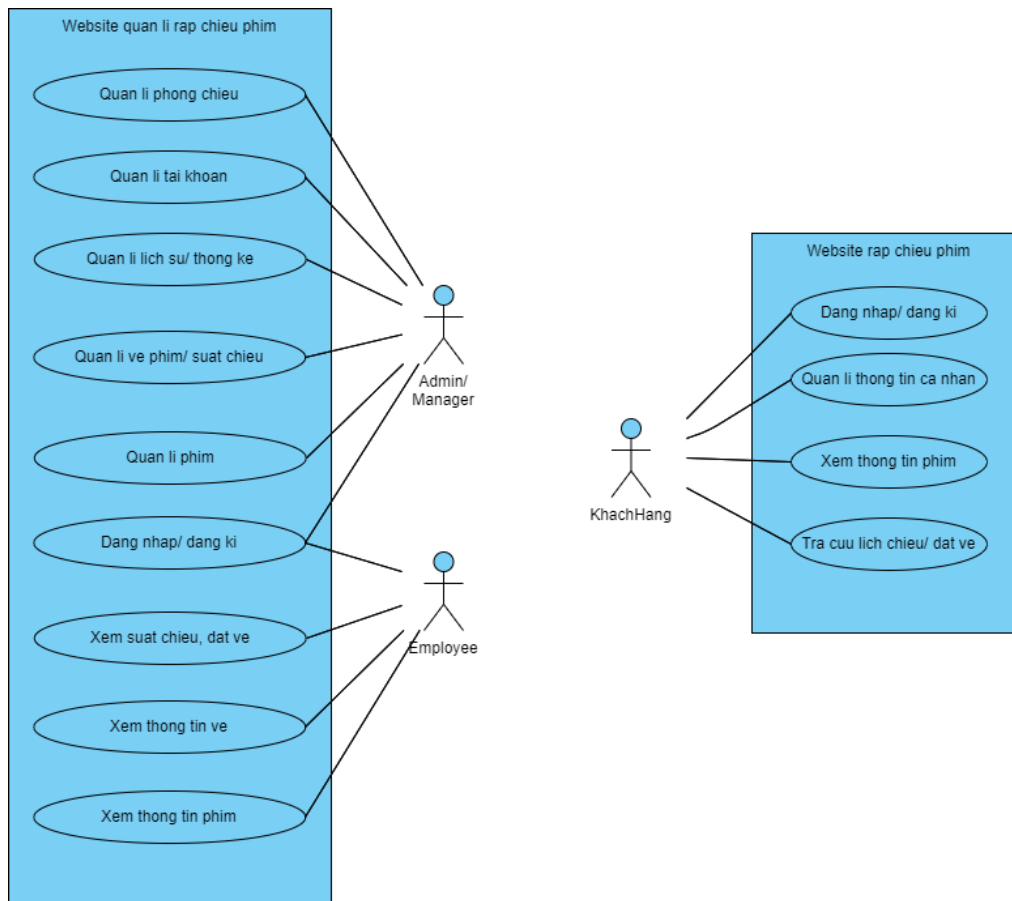 Website quan li rap chieu phim
Quan li phong chieu
Quan li tai khoan
Quan li lich su/ thong ke
Quan li ve phim/ suat chieu
Quan li phim
Dang nhap/ dang ki
Xem suat chieu, dat ve
Xem thong tin ve
Xem thong tin phim
Admin/
Manager
Employee
KhachHang
Website rap chieu phim
Dang nhap/ dang ki
Quan li thong tin ca nhan
Xem thong tin phim
Tra cuu lich chieu/ dat ve